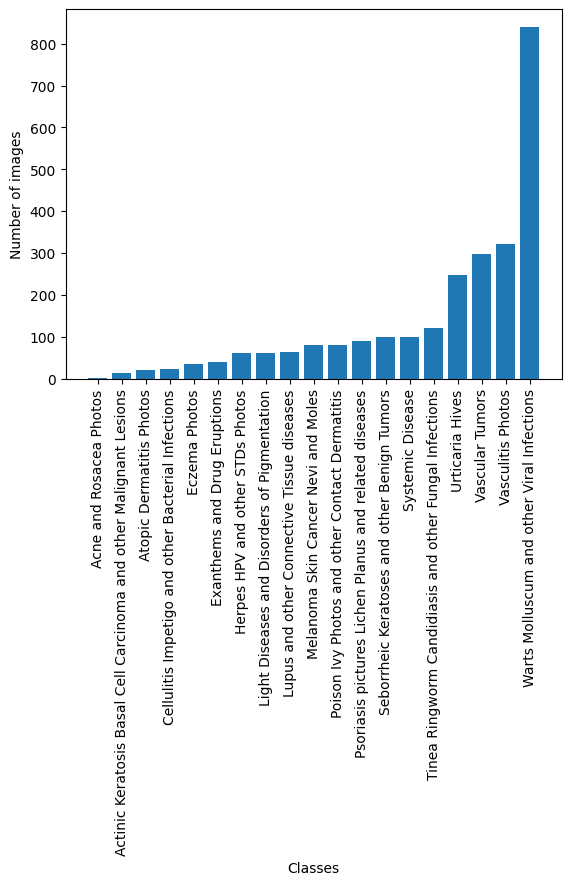 800
700
600
500
400
300
200
100
0
Number of images
Acne and Rosacea Photos
Actinic Keratosis Basal Cell Carcinoma and other Malignant Lesions
Atopic Dermatitis Photos
Cellulitis Impetigo and other Bacterial Infections
Eczema Photos
Exanthems and Drug Eruptions
Herpes HPV and other STDs Photos
Light Diseases and Disorders of Pigmentation
Lupus and other Connective Tissue diseases
Melanoma Skin Cancer Nevi and Moles
Poison Ivy Photos and other Contact Dermatitis
Psoriasis pictures Lichen Planus and related diseases
Seborrheic Keratoses and other Benign Tumors
Systemic Disease
Tinea Ringworm Candidiasis and other Fungal Infections
Urticaria Hives
Vascular Tumors
Vasculitis Photos
Warts Molluscum and other Viral Infections
Classes